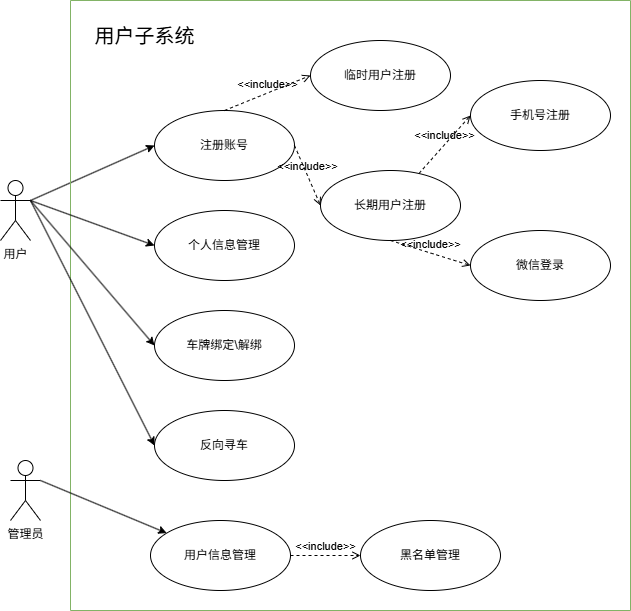 用户子系统
临时用户注册
<<include>>
手机号注册
注册账号
<<include>>
<<include>>
长期用户注册
用户
个人信息管理
<<include>>
微信登录
车牌绑定\解绑
反向寻车
管理员
用户信息管理
<<include>>
黑名单管理